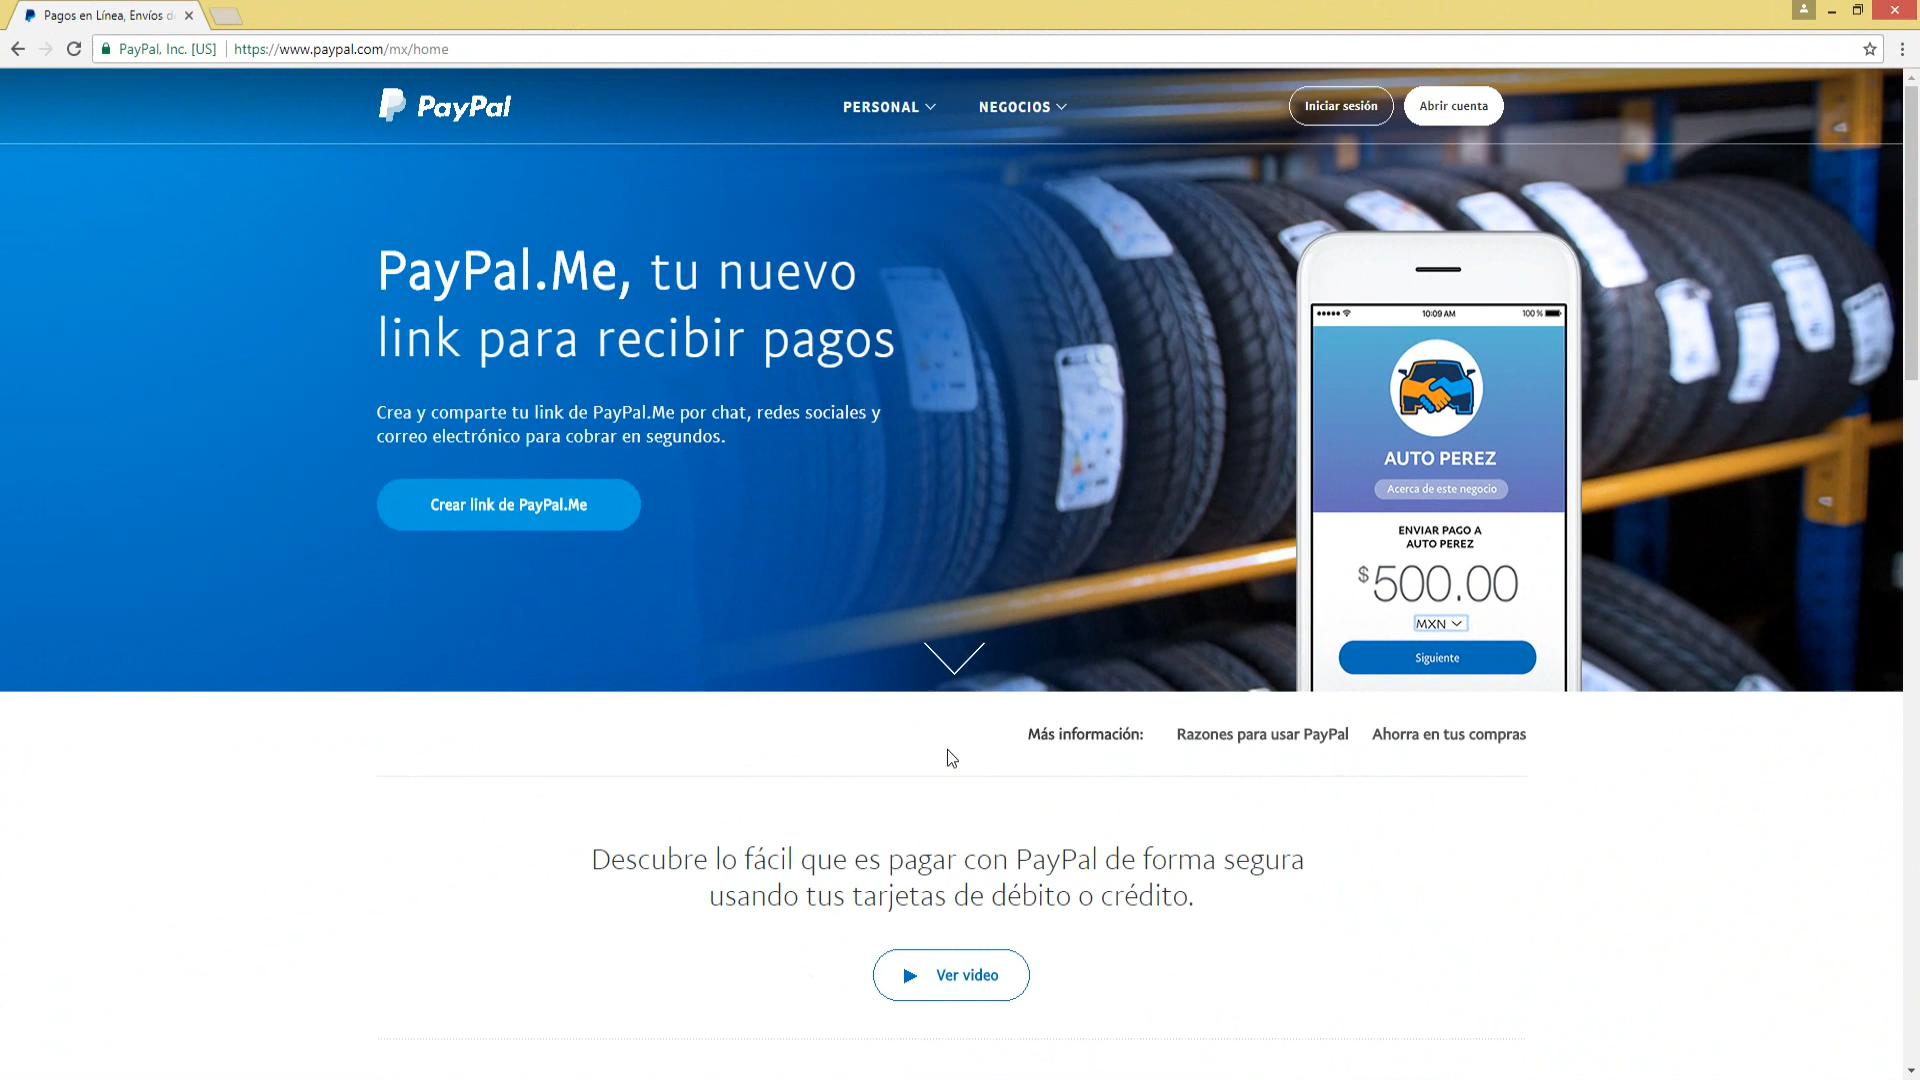 Pagos en Línea, Envíos d
PayPal, Inc. [US]
https://www.paypal.com/mx/home
PayPal
PERSONAL
NEGOCIOS
Iniciar sesión
Abrir cuenta
PayPal.Me, tu nuevo
link para recibir pagos
Crea y comparte tu link de PayPal.Me por chat, redes sociales y
correo electrónico para cobrar en segundos.
Crear link de PayPal.Me
10:09 AM
100 %
AUTO PEREZ
Acerca de este negocio
ENVIAR PAGO A
AUTO PEREZ
$500.00
MXN
Siguiente
Más información:
Razones para usar PayPal
Ahorra en tus compras
Descubre lo fácil que es pagar con PayPal de forma segura
usando tus tarjetas de débito o crédito.
Ver video